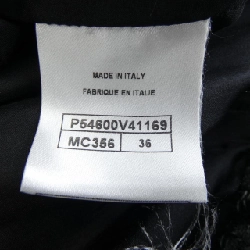 MADE IN ITALY
FABRIQUE EN ITALIE
P54600V41169
MC356 36